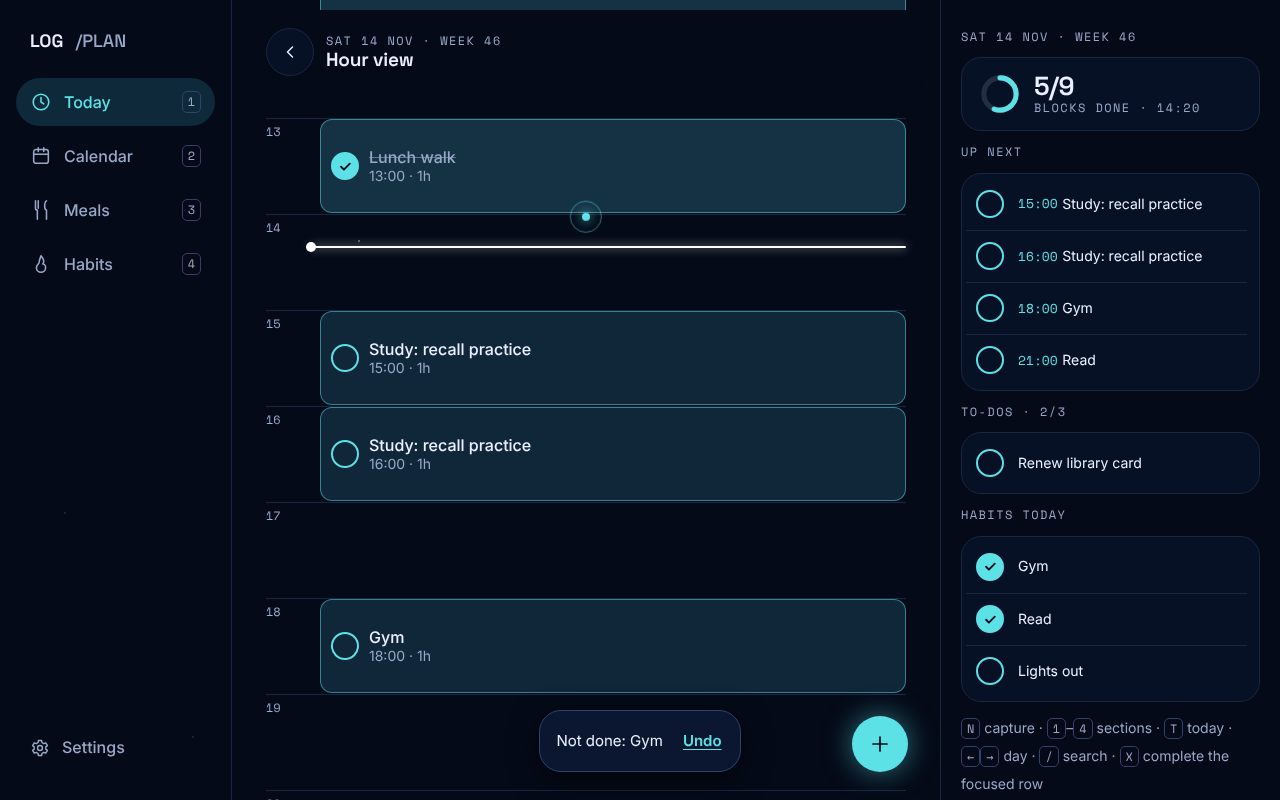 LOG /PLAN
Today 1
Calendar 2
Meals 3
Habits 4
Settings
SAT 14 NOV · WEEK 46
Hour view
13
Lunch walk
13:00 · 1h
14
15
Study: recall practice
15:00 · 1h
16
Study: recall practice
16:00 · 1h
17
18
Gym
18:00 · 1h
19
Not done: Gym Undo
SAT 14 NOV · WEEK 46
5/9
BLOCKS DONE · 14:20
UP NEXT
15:00 Study: recall practice
16:00 Study: recall practice
18:00 Gym
21:00 Read
TO-DOS · 2/3
Renew library card
HABITS TODAY
Gym
Read
Lights out
N capture · 1–4 sections · T today ·
← → day · / search · X complete the
focused row